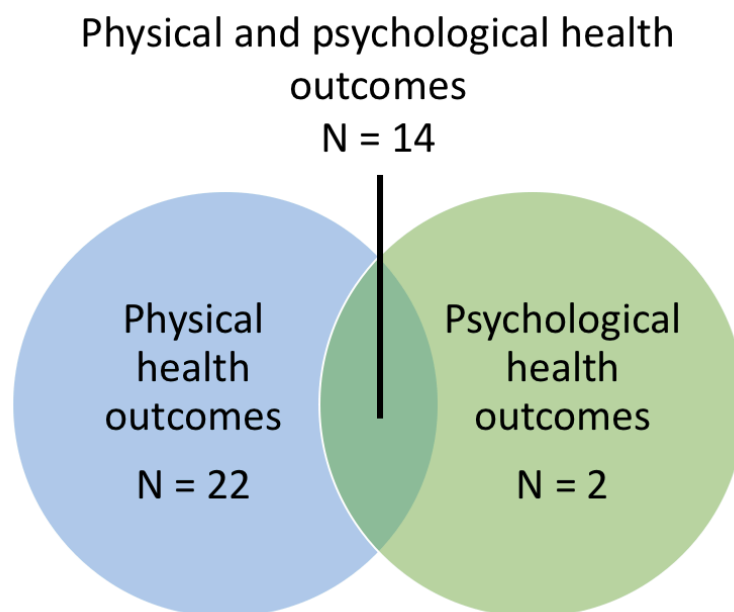 Physical and psychological health
outcomes
N = 14
Physical
health
outcomes
N = 22
Psychological
health
outcomes
N = 2